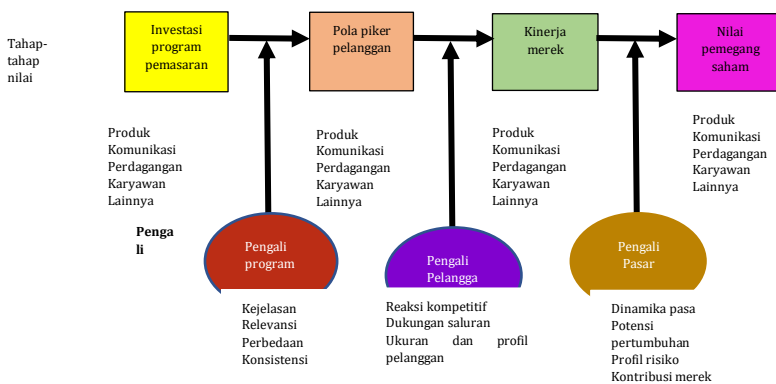 Tahap-
tahap
nilai
Investasi
program
pemasaran
Pola piker
pelanggan
Kinerja
merek
Nilai
pemegang
saham
Produk
Komunikasi
Perdagangan
Karyawan
Lainnya
Produk
Komunikasi
Perdagangan
Karyawan
Lainnya
Produk
Komunikasi
Perdagangan
Karyawan
Lainnya
Produk
Komunikasi
Perdagangan
Karyawan
Lainnya
Penga
li
Pengali
program
Pengali
Pelangga
Pengali
Pasar
Kejelasan
Relevansi
Perbedaan
Konsistensi
Reaksi kompetitif
Dukungan saluran
Ukuran dan profil
pelanggan
Dinamika pasa
Potensi
pertumbuhan
Profil risiko
Kontribusi merek